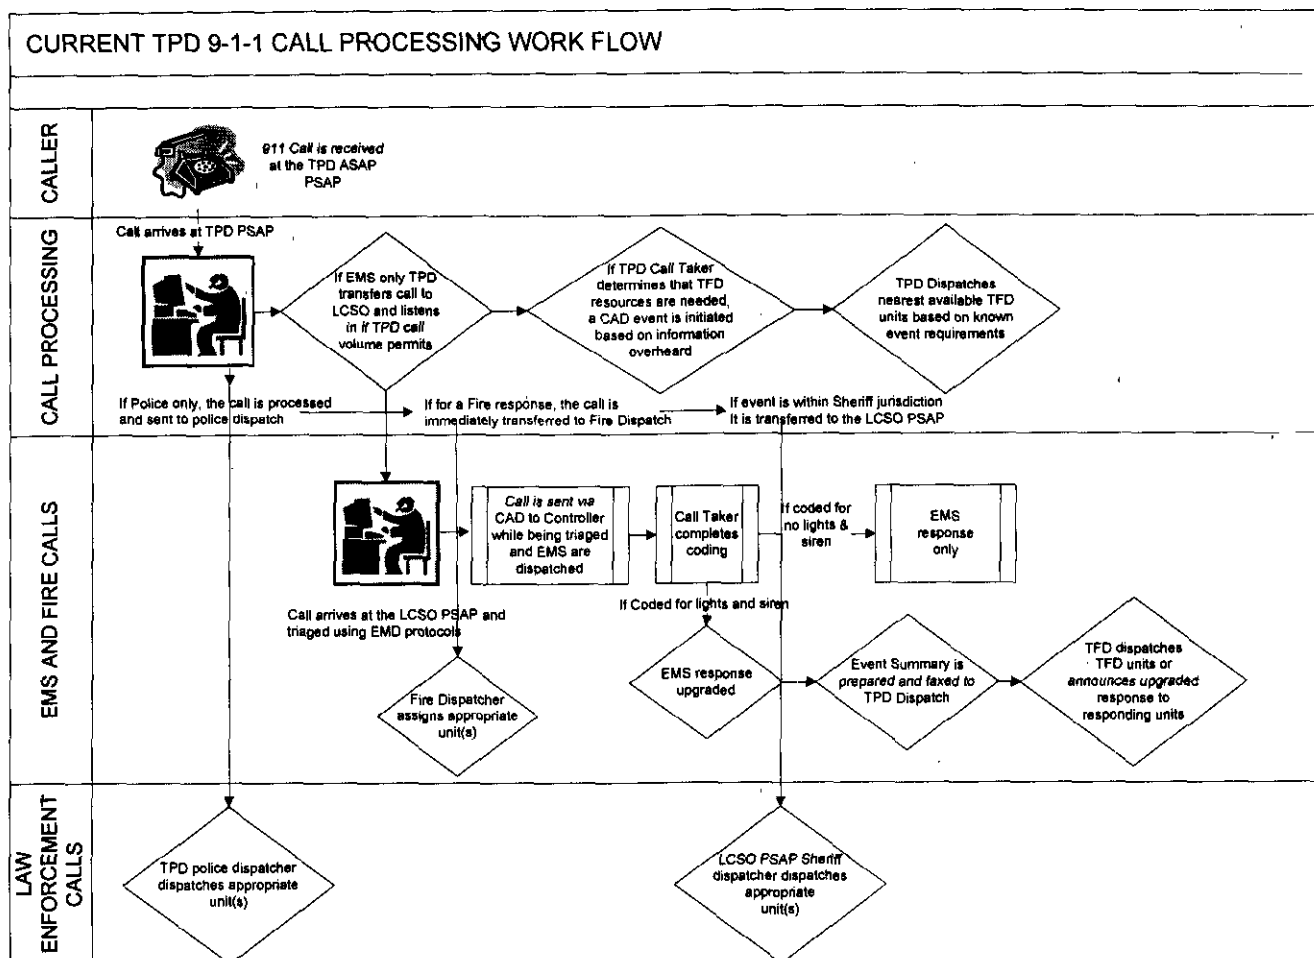 CURRENT TPD 9-1-1 CALL PROCESSING WORK FLOW
CALLER
911 Call is received
at the TPD ASAP
PSAP
CALL PROCESSING
Call arrives at TPD PSAP
If EMS only TPD
transfers call to
LCSO and listens
in if TPD call
volume permits
If TPD Call Taker
determines that TFD
resources are needed,
a CAD event is initiated
based on information
overheard
TPD Dispatches
nearest available TFD
units based on known
event requirements
If Police only, the call is processed
and sent to police dispatch
If for a Fire response, the call is
immediately transferred to Fire Dispatch
If event is within Sheriff jurisdiction
It is transferred to the LCSO PSAP
EMS AND FIRE CALLS
Call is sent via
CAD to Controller
while being triaged
and EMS are
dispatched
Call Taker
completes
coding
If coded for
no lights &
siren
EMS
response
only
Call arrives at the LCSO PSAP and
triaged using EMD protocols
If Coded for lights and siren
Fire Dispatcher
assigns appropriate
unit(s)
EMS response
upgraded
Event Summary is
prepared and faxed to
TPD Dispatch
TFD dispatches
TFD units or
announces upgraded
response to
responding units
LAW
ENFORCEMENT
CALLS
TPD police dispatcher
dispatches appropriate
unit(s)
LCSO PSAP Sheriff
dispatcher dispatches
appropriate
unit(s)